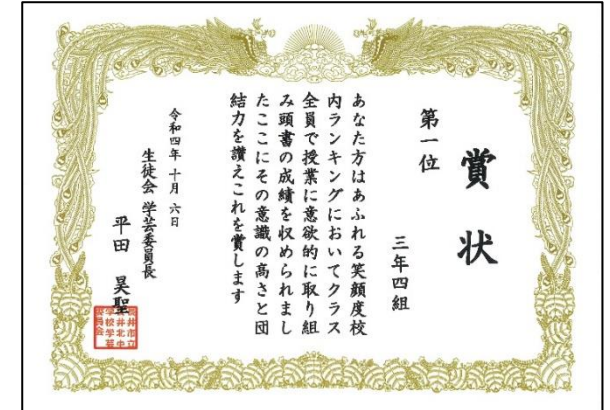 賞状
第一位
三年四組
あなた方はあふれる笑顔度校
内ランキングにおいてクラス
全員で授業に意欲的に取り組
み頭書の成績を収められまし
たここにその意識の高さと団
結力を讃えこれを賞します
令和四年 十月 六日
生徒会 学芸委員長
平田 昊聖